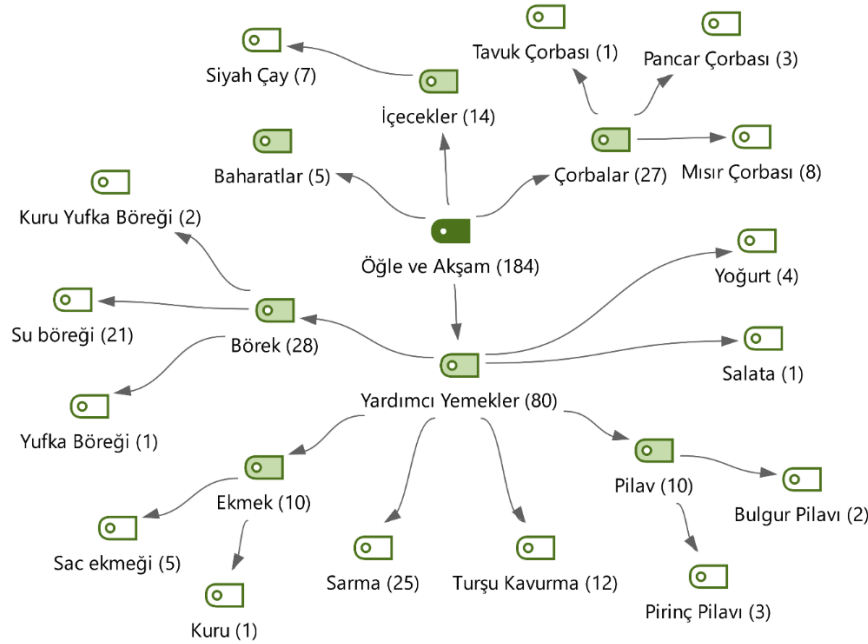 Tavuk Çorbası (1)
Pancar Çorbası (3)
Siyah Çay (7)
İçecekler (14)
Baharatlar (5)
Çorbalar (27)
Mısır Çorbası (8)
Kuru Yufka Böreği (2)
Öğle ve Akşam (184)
Yoğurt (4)
Su böreği (21)
Börek (28)
Salata (1)
Yardımcı Yemekler (80)
Yufka Böreği (1)
Ekmek (10)
Pilav (10)
Bulgur Pilavı (2)
Sac ekmeği (5)
Sarma (25)
Turşu Kavurma (12)
Pirinç Pilavı (3)
Kuru (1)